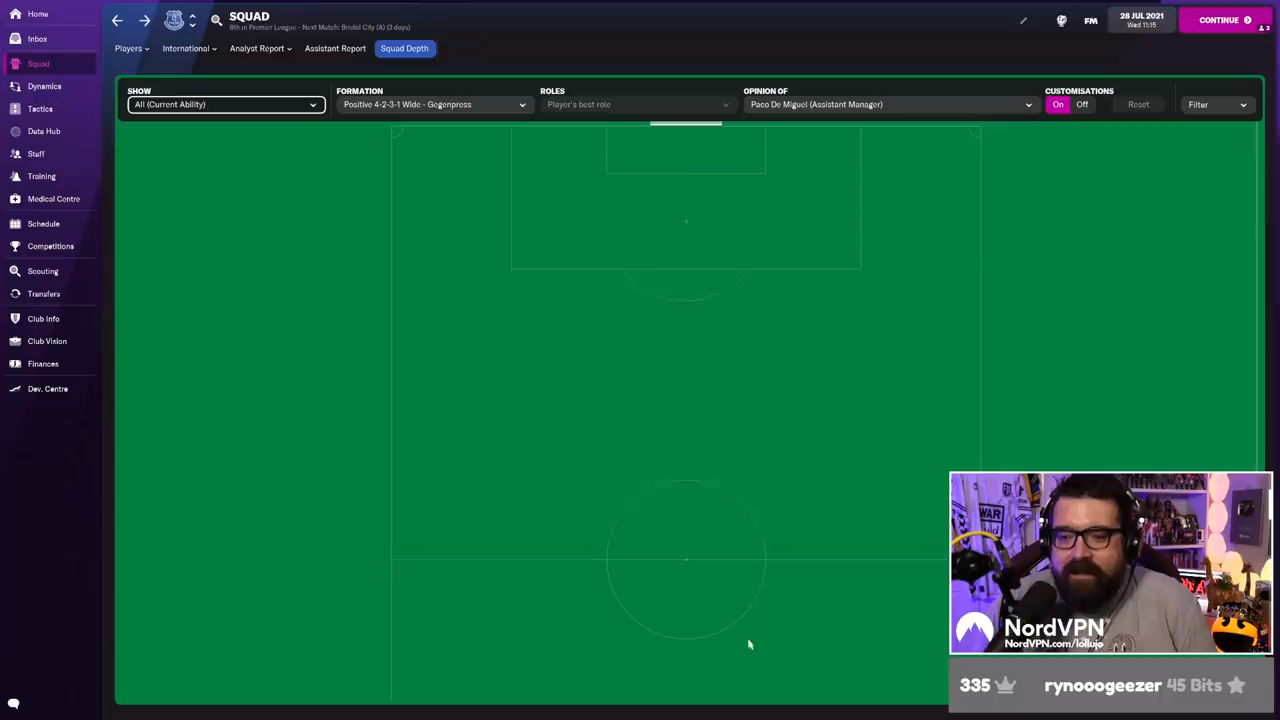 Home
Inbox
Squad
Dynamics
Tactics
Data Hub
Staff
Training
Medical Centre
Schedule
Competitions
Scouting
Transfers
Club Info
Club Vision
Finances
Dev. Centre
SQUAD
8th in Premier League - Next Match: Bristol City (A) (3 days)
FM
28 JUL 2021
Wed 11:15
CONTINUE
2
Players
International
Analyst Report
Assistant Report
Squad Depth
SHOW
All (Current Ability)
FORMATION
Positive 4-2-3-1 Wide - Gegenpress
ROLES
Player's best role
OPINION OF
Paco De Miguel (Assistant Manager)
CUSTOMISATIONS
On
Off
Reset
Filter
WAR
NordVPN
NordVPN.com/lollujo
335
rynooogeezer 45 Bits